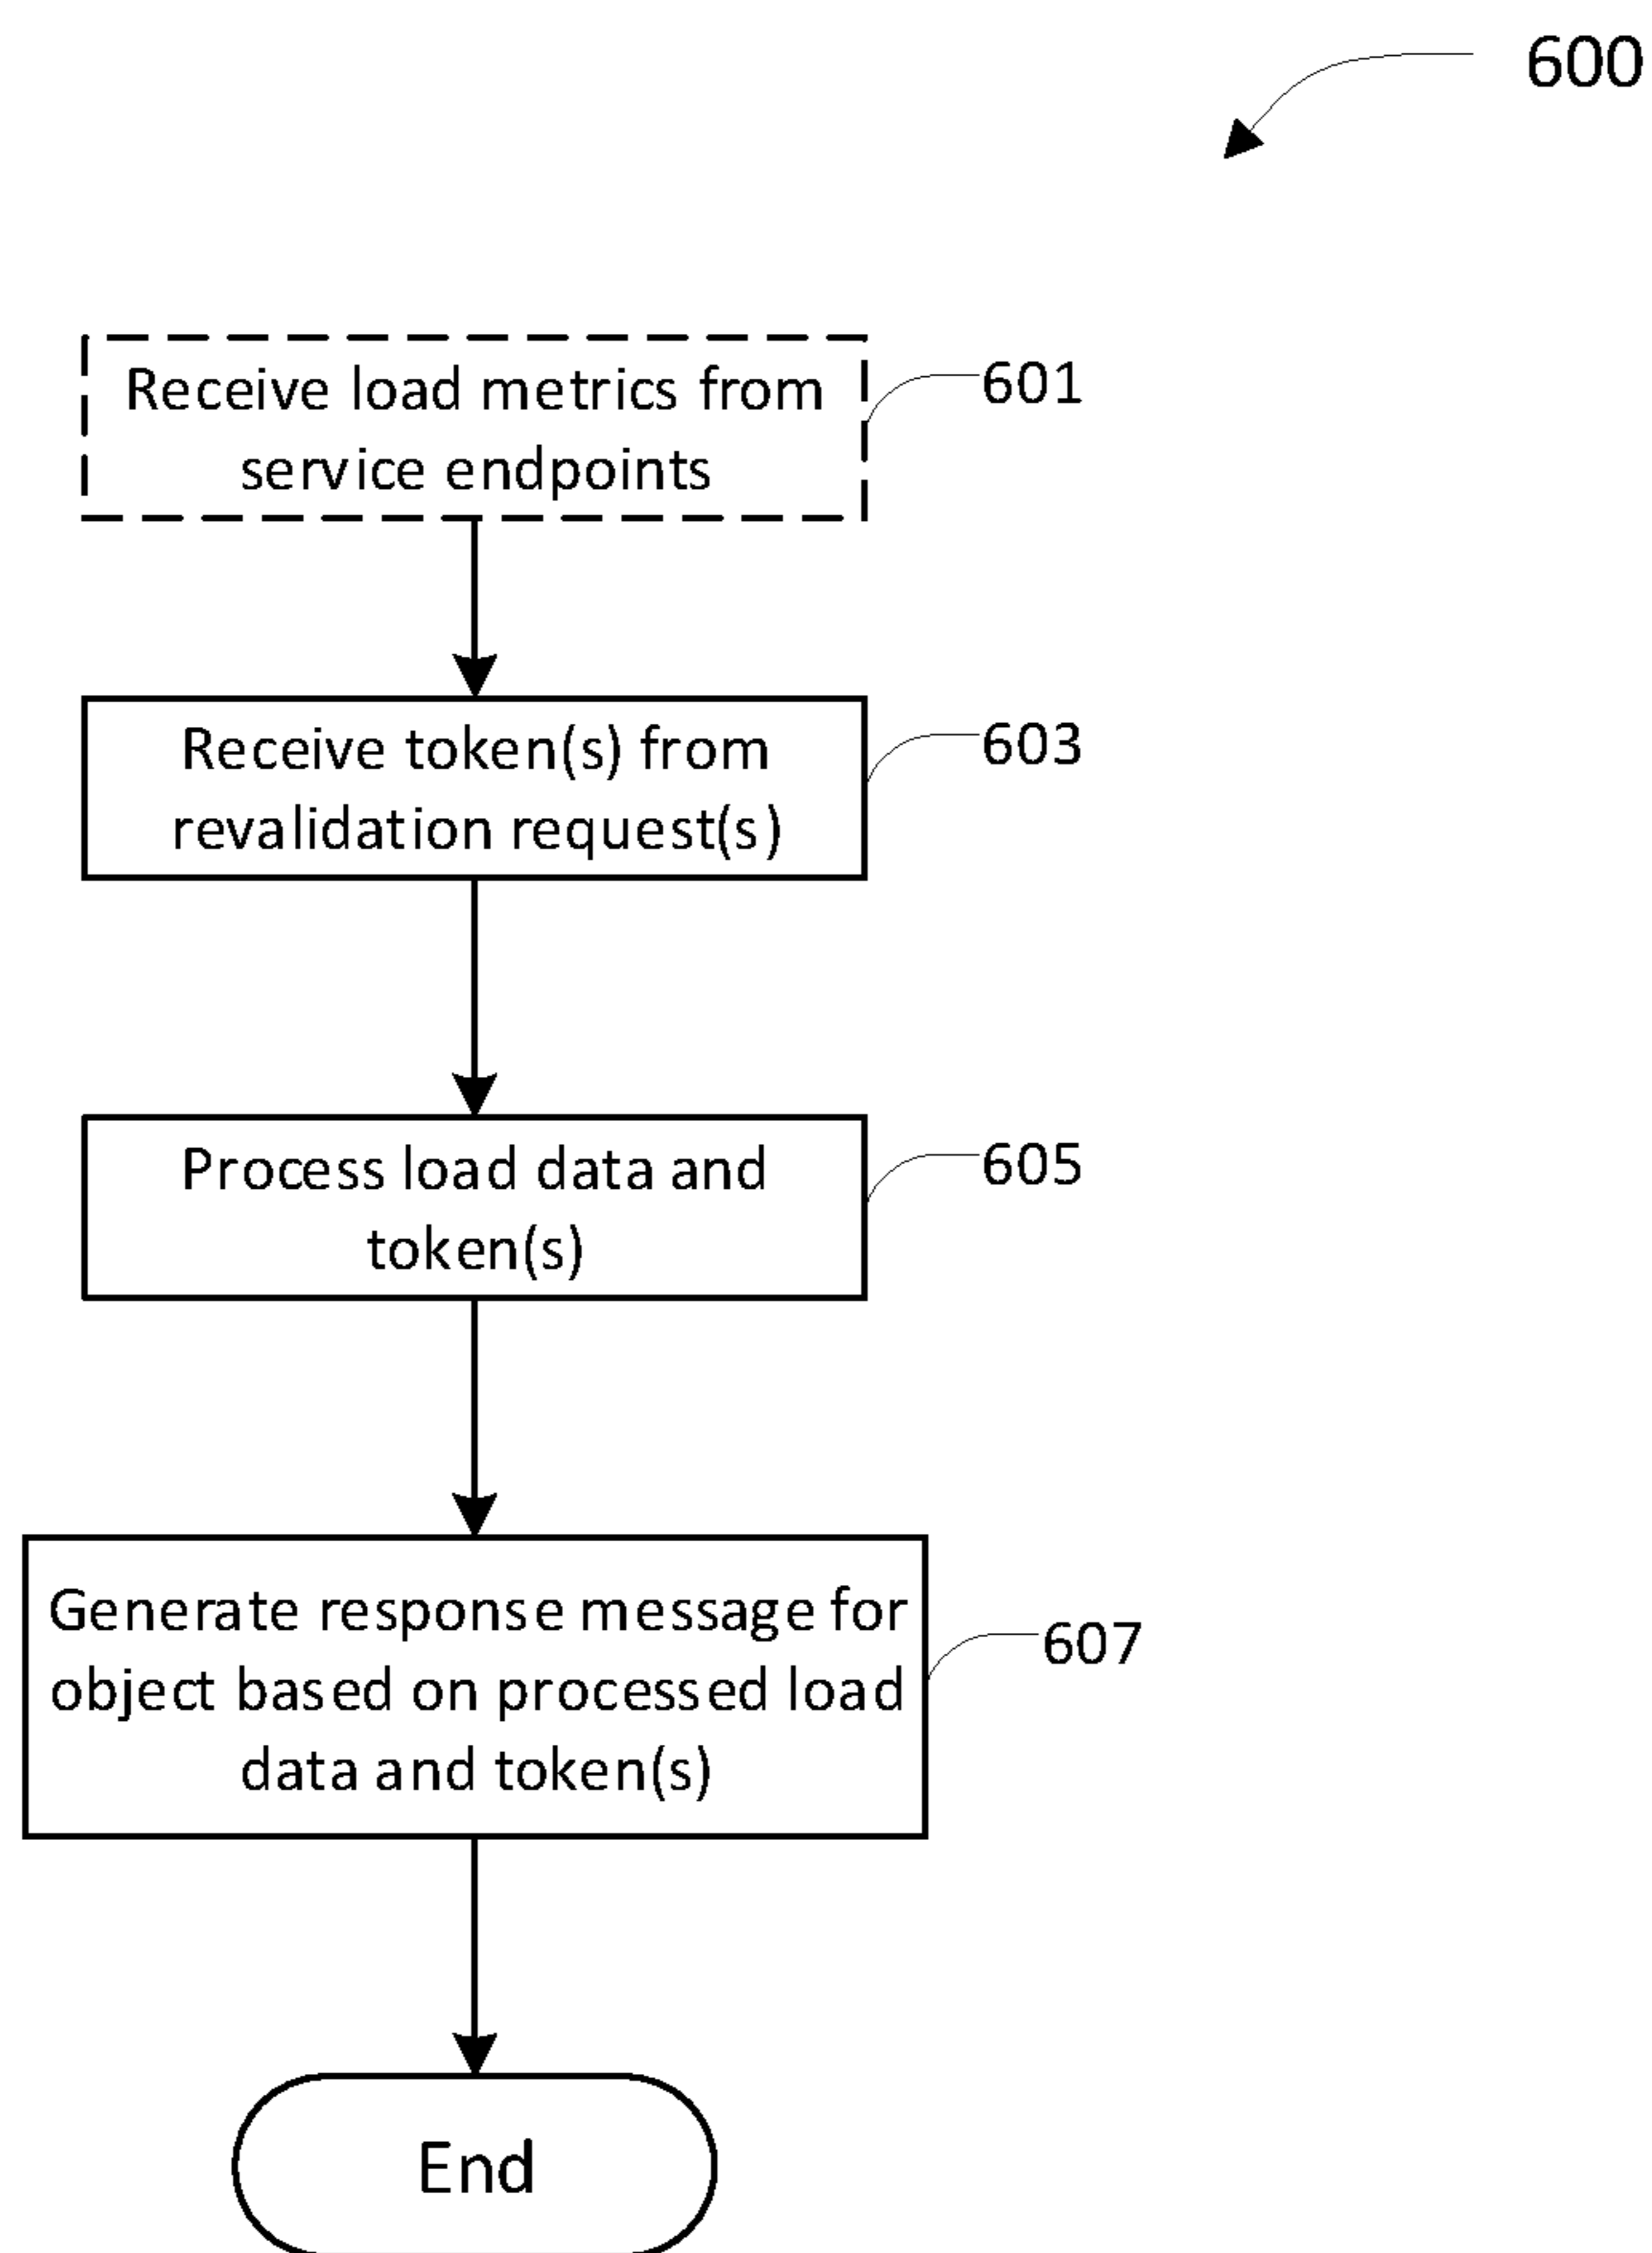 600
Receive load metrics from
service endpoints
601
Receive token(s) from
revalidation request(s)
603
Process load data and
token(s)
605
Generate response message for
object based on processed load
data and token(s)
607
End